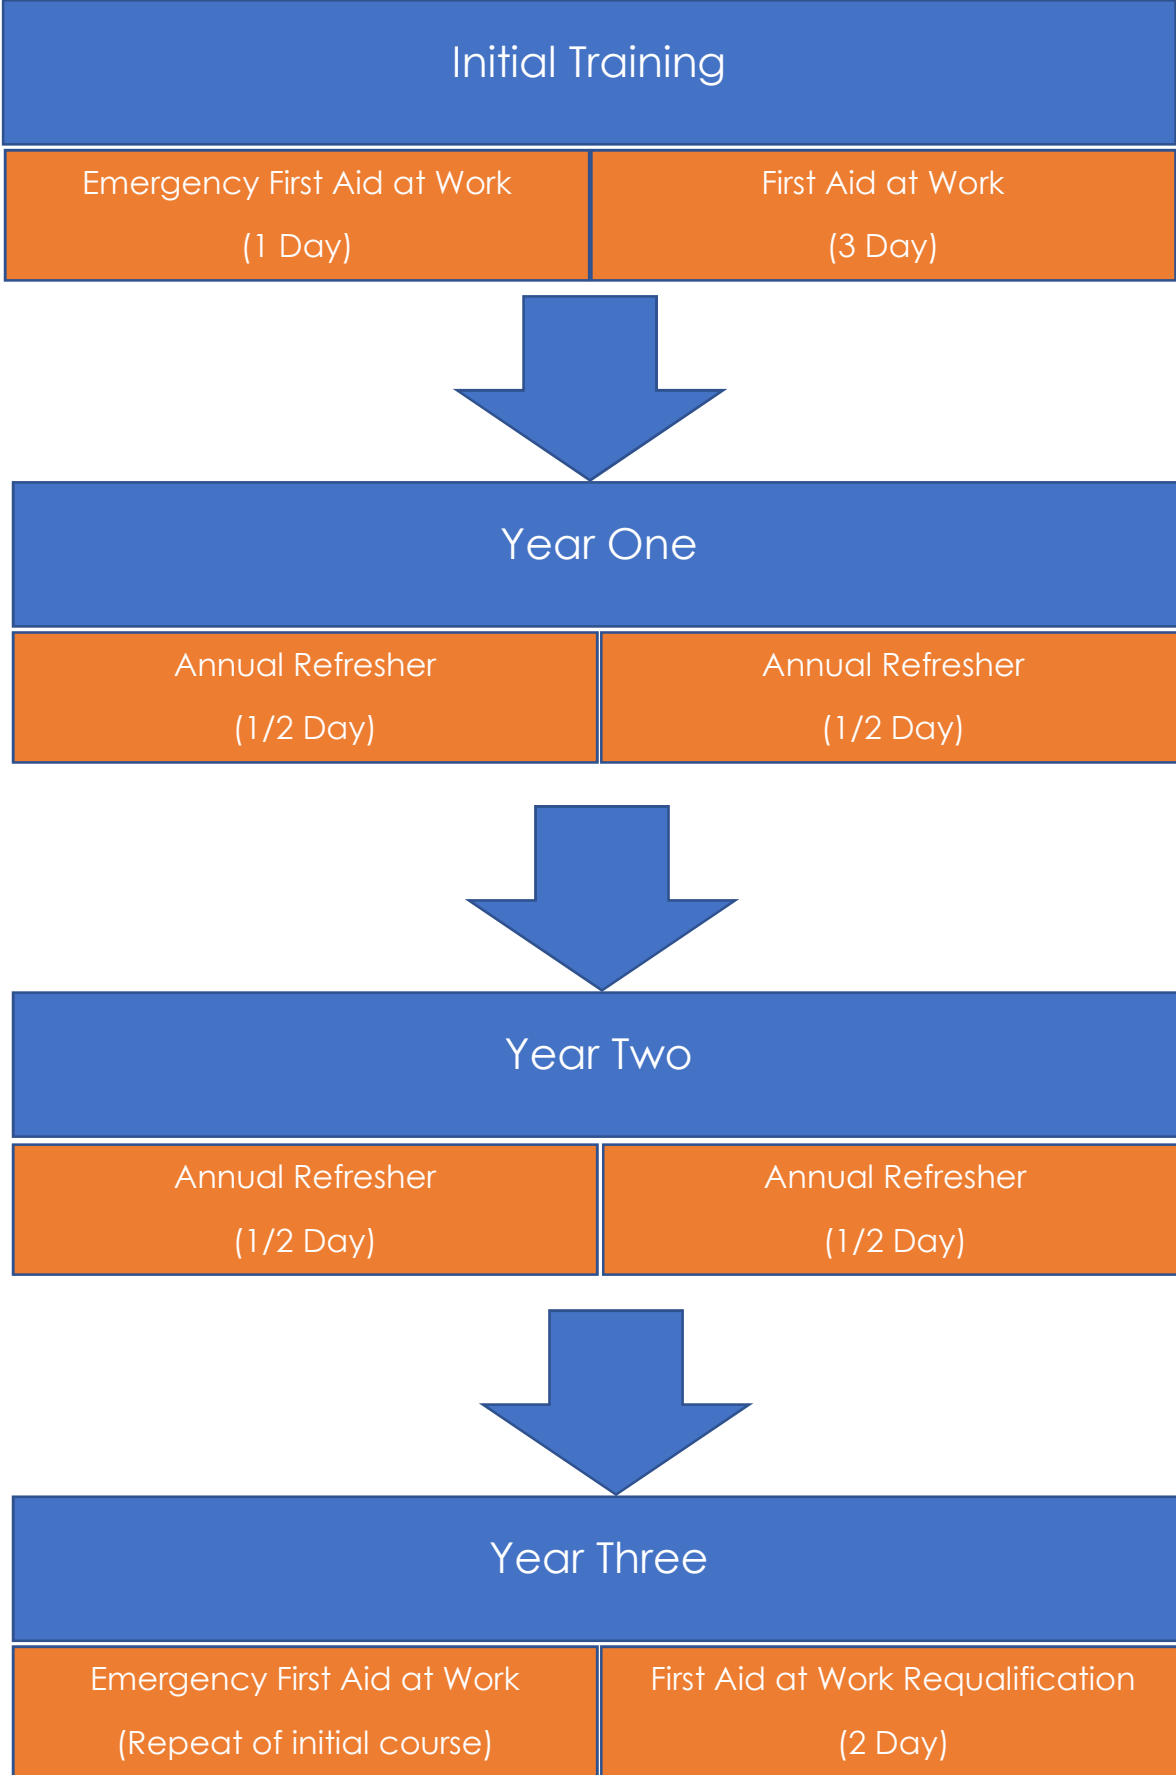 Initial Training
Emergency First Aid at Work
(1 Day)
First Aid at Work
(3 Day)
Year One
Annual Refresher
(1/2 Day)
Annual Refresher
(1/2 Day)
Year Two
Annual Refresher
(1/2 Day)
Annual Refresher
(1/2 Day)
Year Three
Emergency First Aid at Work
(Repeat of initial course)
First Aid at Work Requalification
(2 Day)